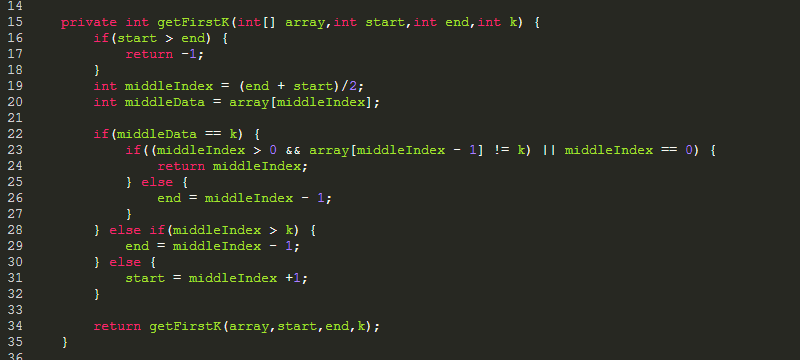 14
15 private int getFirstK(int[] array,int start,int end,int k) {
16 if(start > end) {
17 return -1;
18 }
19 int middleIndex = (end + start)/2;
20 int middleData = array[middleIndex];
21
22 if(middleData == k) {
23 if((middleIndex > 0 && array[middleIndex - 1] != k) || middleIndex == 0) {
24 return middleIndex;
25 } else {
26 end = middleIndex - 1;
27 }
28 } else if(middleIndex > k) {
29 end = middleIndex - 1;
30 } else {
31 start = middleIndex +1;
32 }
33
34 return getFirstK(array,start,end,k);
35 }
36